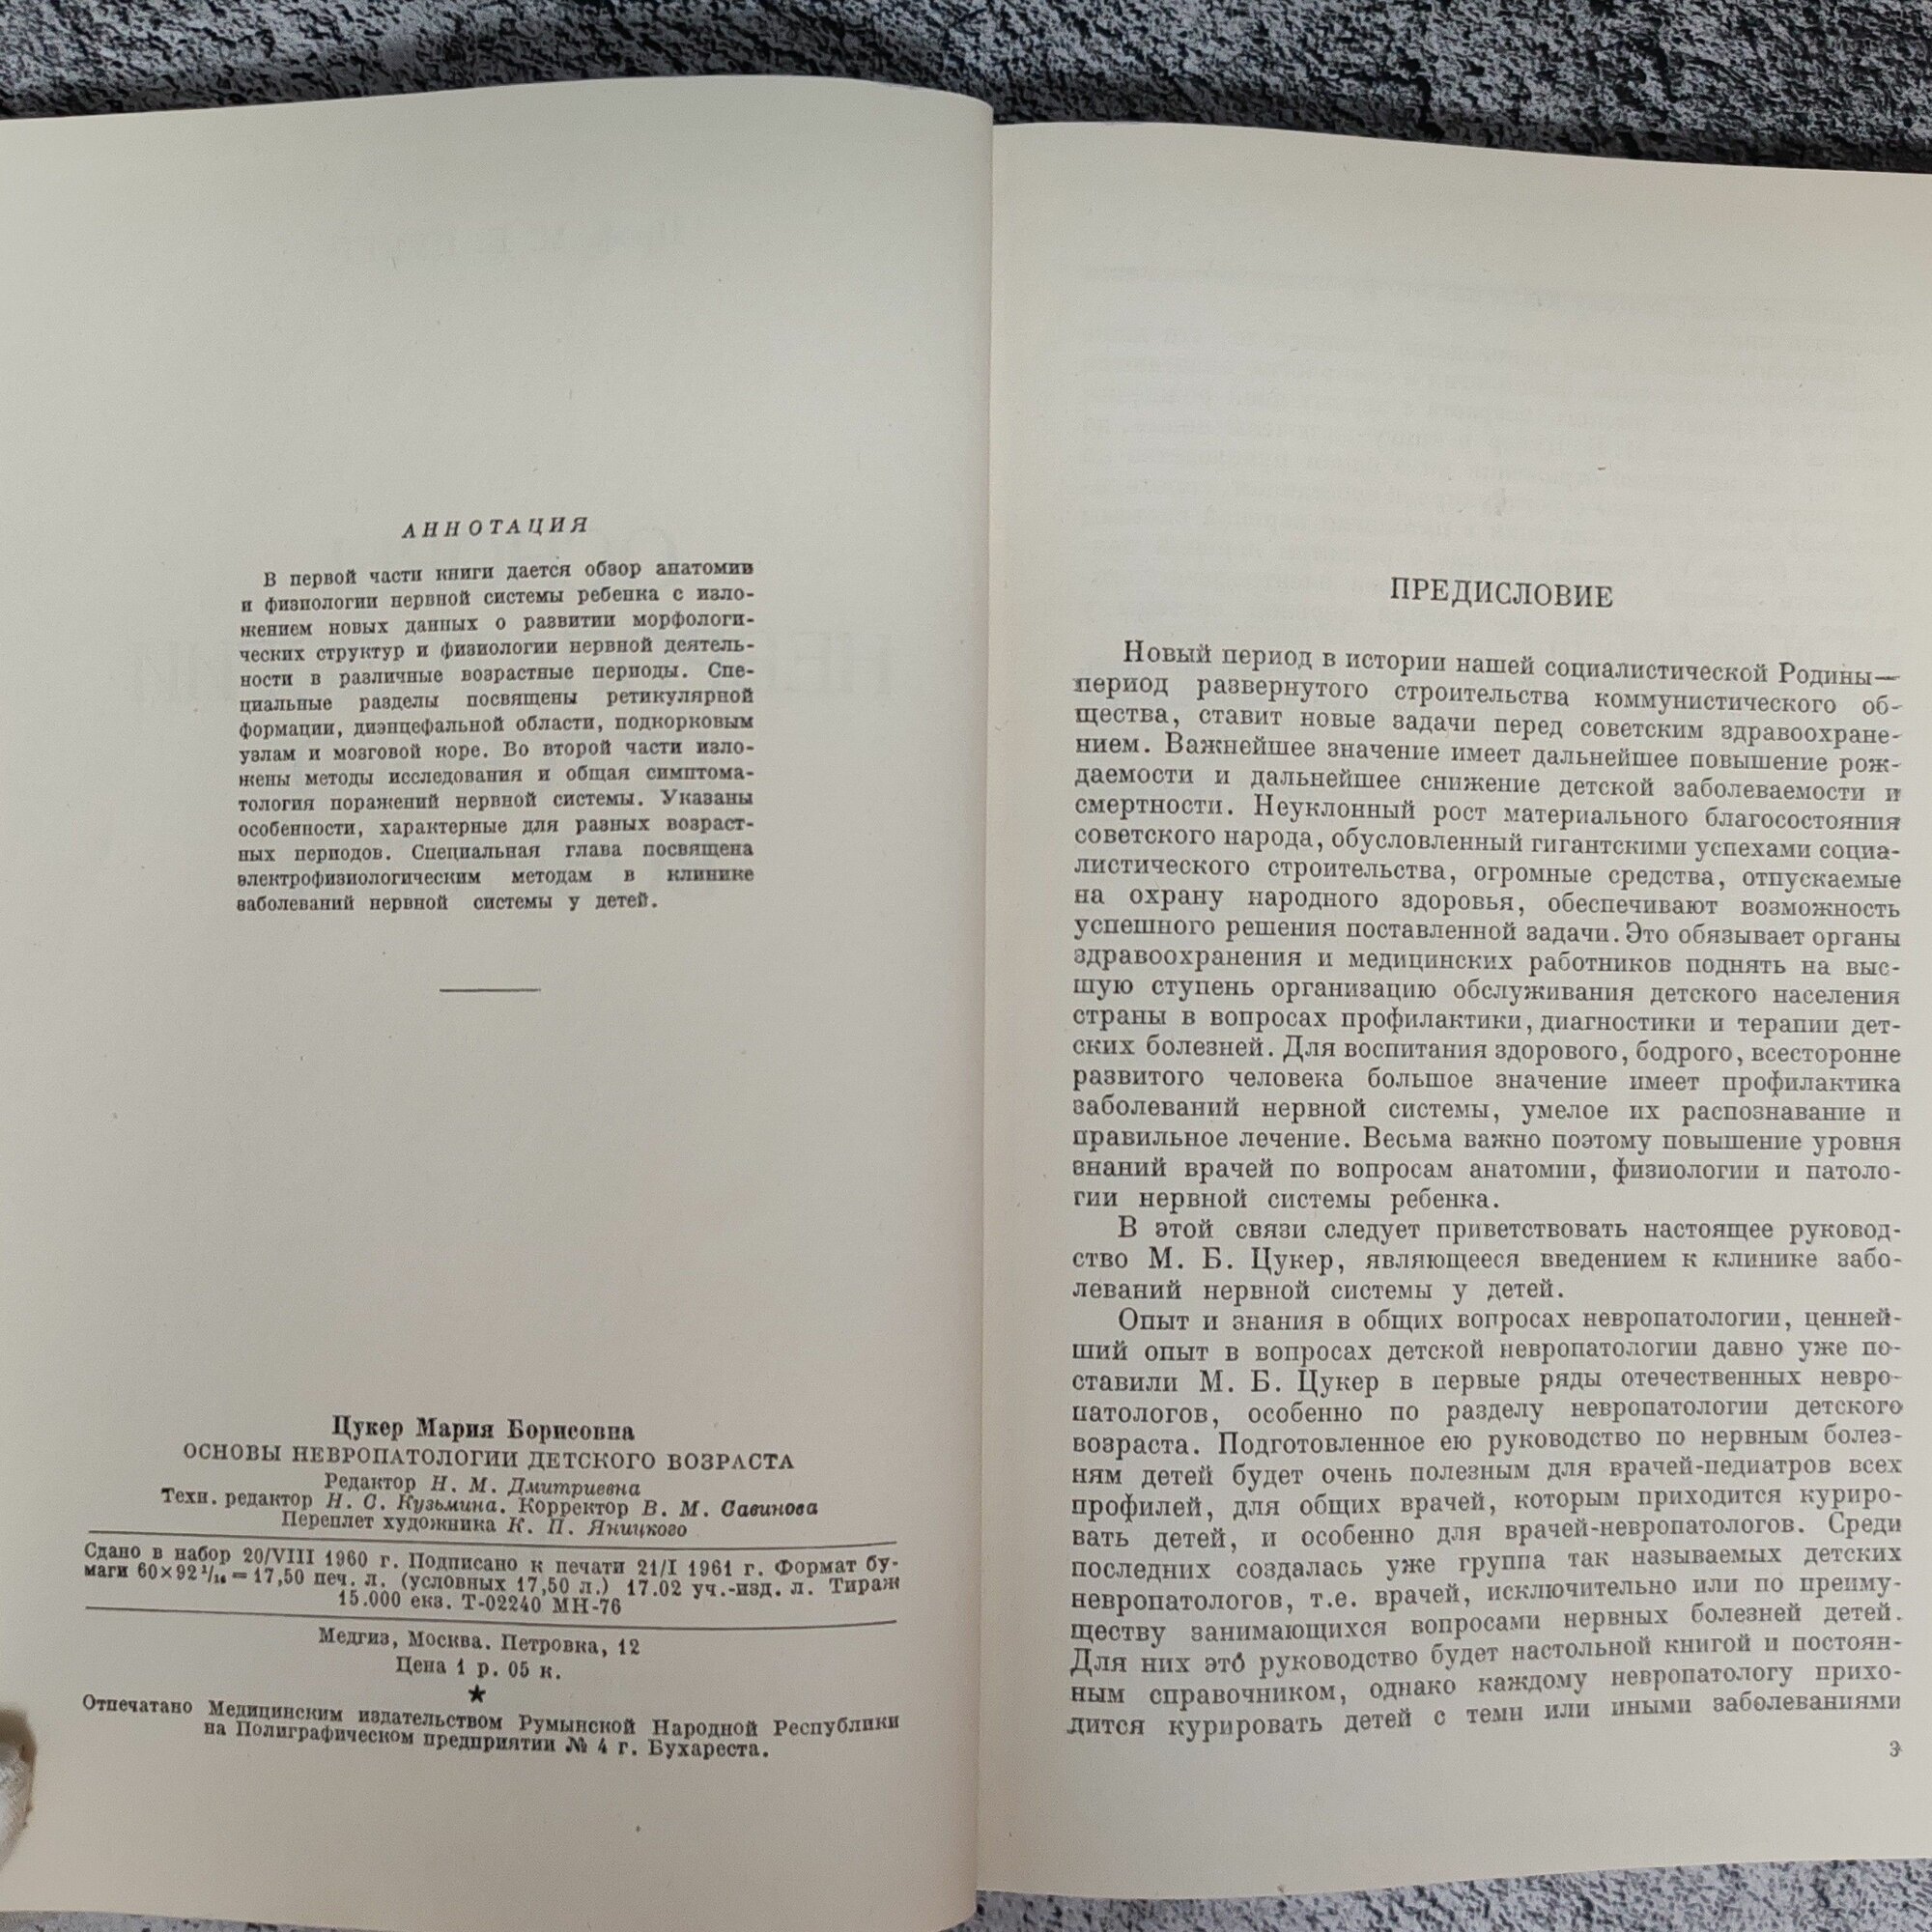 АННОТАЦИЯ
В первой части книги дается обзор анатомии
и физиологии нервной системы ребенка с изло-
жением новых данных о развитии морфологи-
ческих структур и физиологии нервной деятель-
ности в различные возрастные периоды. Спе-
циальные разделы посвящены ретикулярной
формации, диэнцефальной области, подкорковым
узлам и мозговой коре. Во второй части изло-
жены методы исследования и общая симптома-
тология поражений нервной системы. Указаны
особенности, характерные для разных возраст-
ных периодов. Специальная глава посвящена
электрофизиологическим методам в клинике
заболеваний нервной системы у детей.
Цукер Мария Борисовна
ОСНОВЫ НЕВРОПАТОЛОГИИ ДЕТСКОГО ВОЗРАСТА
Редактор Н. М. Дмитриевна
Техн. редактор Н. С. Кузьмина. Корректор В. М. Савинова
Переплет художника К. П. Яницкого
Сдано в набор 20/VIII 1960 г. Подписано к печати 21/I 1961 г. Формат бу-
маги 60×92 1/16 = 17,50 печ. л. (условных 17,50 л.) 17.02 уч.-изд. л. Тираж
15.000 екз. Т-02240 МН-76
Медгиз, Москва. Петровка, 12
Цена 1 р. 05 к.
★
Отпечатано Медицинским издательством Румынской Народной Республики
на Полиграфическом предприятии № 4 г. Бухареста.
ПРЕДИСЛОВИЕ
Новый период в истории нашей социалистической Родины—
период развернутого строительства коммунистического об-
щества, ставит новые задачи перед советским здравоохране-
нием. Важнейшее значение имеет дальнейшее повышение рож-
даемости и дальнейшее снижение детской заболеваемости и
смертности. Неуклонный рост материального благосостояния
советского народа, обусловленный гигантскими успехами социа-
листического строительства, огромные средства, отпускаемые
на охрану народного здоровья, обеспечивают возможность
успешного решения поставленной задачи. Это обязывает органы
здравоохранения и медицинских работников поднять на выс-
шую ступень организацию обслуживания детского населения
страны в вопросах профилактики, диагностики и терапии дет-
ских болезней. Для воспитания здорового, бодрого, всесторонне
развитого человека большое значение имеет профилактика
заболеваний нервной системы, умелое их распознавание и
правильное лечение. Весьма важно поэтому повышение уровня
знаний врачей по вопросам анатомии, физиологии и патоло-
гии нервной системы ребенка.
В этой связи следует приветствовать настоящее руковод-
ство М. Б. Цукер, являющееся введением к клинике забо-
леваний нервной системы у детей.
Опыт и знания в общих вопросах невропатологии, ценней-
ший опыт в вопросах детской невропатологии давно уже по-
ставили М. Б. Цукер в первые ряды отечественных невро-
патологов, особенно по разделу невропатологии детского
возраста. Подготовленное ею руководство по нервным болез-
ням детей будет очень полезным для врачей-педиатров всех
профилей, для общих врачей, которым приходится куриро-
вать детей, и особенно для врачей-невропатологов. Среди
последних создалась уже группа так называемых детских
невропатологов, т.е. врачей, исключительно или по преиму-
ществу занимающихся вопросами нервных болезней детей.
Для них это руководство будет настольной книгой и постоян-
ным справочником, однако каждому невропатологу прихо-
дится курировать детей с теми или иными заболеваниями
3